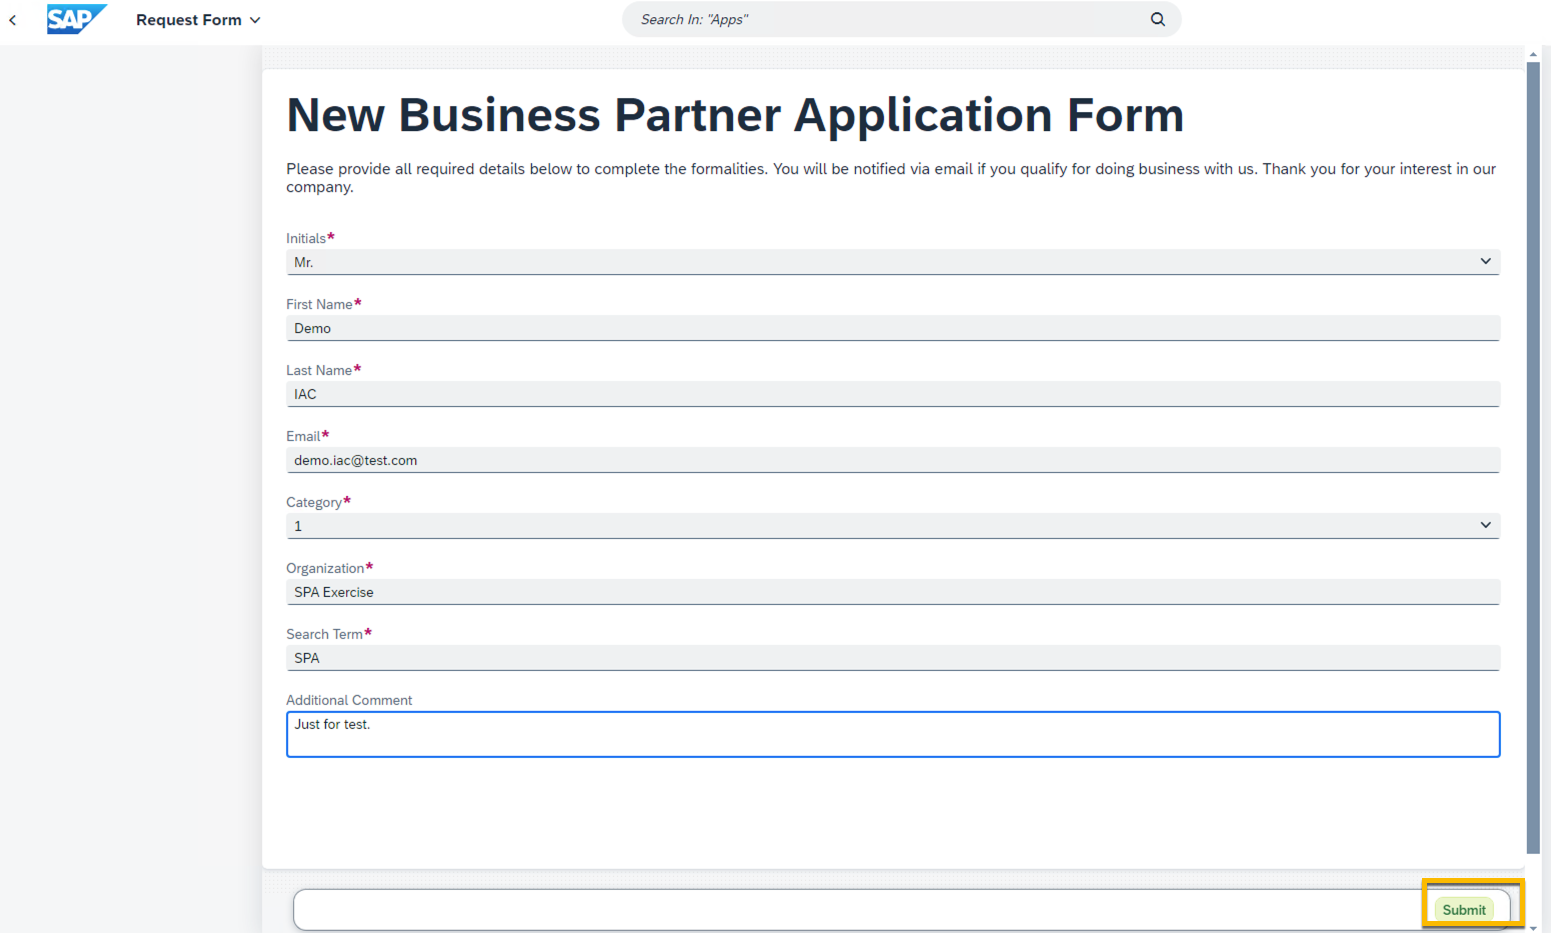 SAP
Request Form
Search In: "Apps"
New Business Partner Application Form
Please provide all required details below to complete the formalities. You will be notified via email if you qualify for doing business with us. Thank you for your interest in our
company.
Initials*
Mr.
First Name*
Demo
Last Name*
IAC
Email*
demo.iac@test.com
Category*
1
Organization*
SPA Exercise
Search Term*
SPA
Additional Comment
Just for test.
Submit